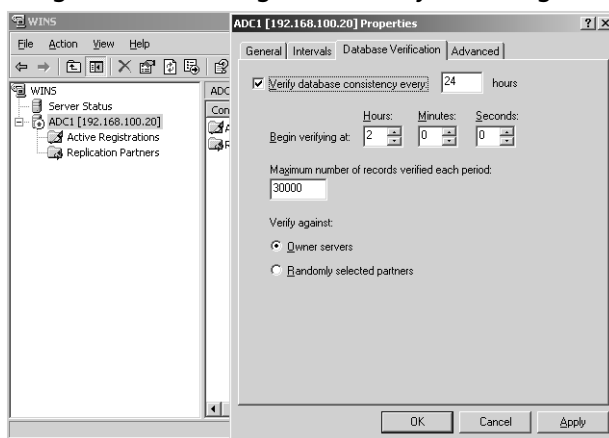 WINS
File Action View Help
WINS
Server Status
ADC1 [192.168.100.20]
Active Registrations
Replication Partners
ADC
Con
A
R
ADC1 [192.168.100.20] Properties
General Intervals Database Verification Advanced
Verify database consistency every: 24 hours
Hours: Minutes: Seconds:
Begin verifying at: 2 0 0
Maximum number of records verified each period:
30000
Verify against:
Owner servers
Randomly selected partners
OK Cancel Apply